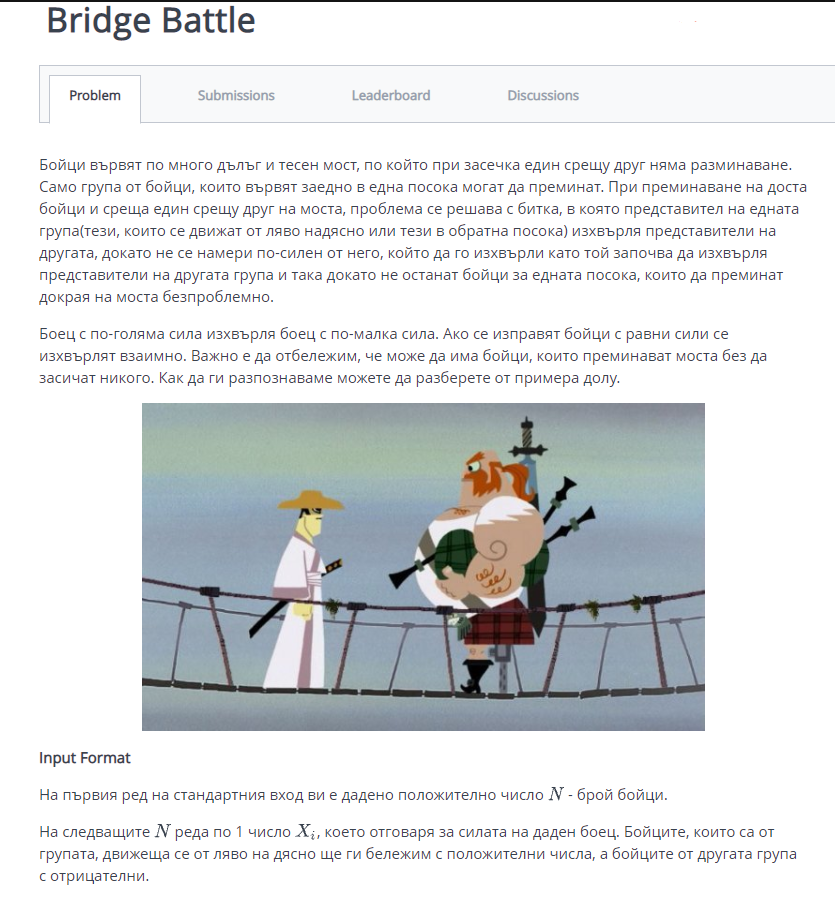 Bridge Battle
Problem
Submissions
Leaderboard
Discussions
Бойци вървят по много дълъг и тесен мост, по който при засечка един срещу друг няма разминаване.
Само група от бойци, които вървят заедно в една посока могат да преминат. При преминаване на доста
бойци и среща един срещу друг на моста, проблема се решава с битка, в която представител на едната
група(тези, които се движат от ляво надясно или тези в обратна посока) изхвърля представители на
другата, докато не се намери по-силен от него, който да го изхвърли като той започва да изхвърля
представители на другата група и така докато не останат бойци за едната посока, които да преминат
докрая на моста безпроблемно.
Боец с по-голяма сила изхвърля боец с по-малка сила. Ако се изправят бойци с равни сили се
изхвърлят взаимно. Важно е да отбележим, че може да има бойци, които преминават моста без да
засичат никого. Как да ги разпознаваме можете да разберете от примера долу.
Input Format
На първия ред на стандартния вход ви е дадено положително число N - брой бойци.
На следващите N реда по 1 число Xᵢ, което отговаря за силата на даден боец. Бойците, които са от
групата, движеща се от ляво на дясно ще ги бележим с положителни числа, а бойците от другата група
с отрицателни.